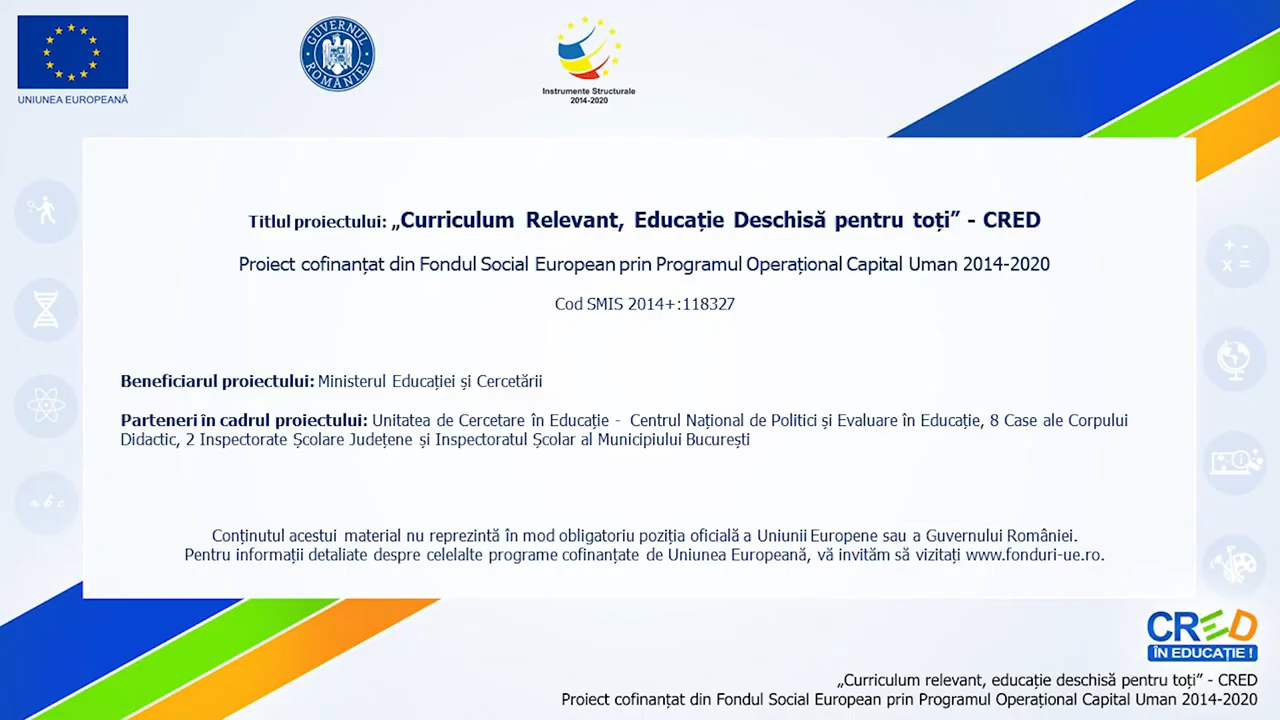 UNIUNEA EUROPEANĂ
GUVERNUL ROMÂNIEI
Instrumente Structurale
2014-2020
Titlul proiectului: „Curriculum Relevant, Educație Deschisă pentru toți” - CRED
Proiect cofinanțat din Fondul Social European prin Programul Operațional Capital Uman 2014-2020
Cod SMIS 2014+:118327
+ -
x =
Beneficiarul proiectului: Ministerul Educației și Cercetării
Parteneri în cadrul proiectului: Unitatea de Cercetare în Educație - Centrul Național de Politici și Evaluare în Educație, 8 Case ale Corpului
Didactic, 2 Inspectorate Școlare Județene și Inspectoratul Școlar al Municipiului București
a b c
Conținutul acestui material nu reprezintă în mod obligatoriu poziția oficială a Uniunii Europene sau a Guvernului României.
Pentru informații detaliate despre celelalte programe cofinanțate de Uniunea Europeană, vă invităm să vizitați www.fonduri-ue.ro.
CRED
ÎN EDUCAȚIE !
„Curriculum relevant, educație deschisă pentru toți” - CRED
Proiect cofinanțat din Fondul Social European prin Programul Operațional Capital Uman 2014-2020